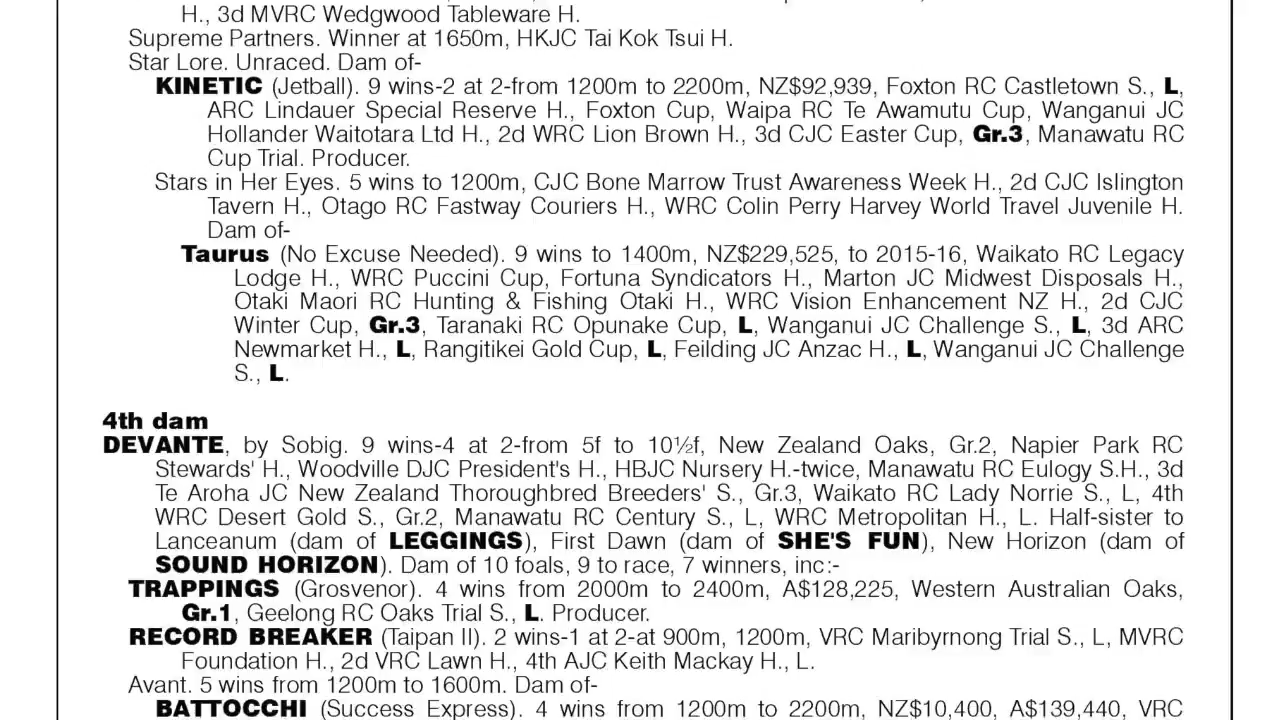 H., 3d MVRC Wedgwood Tableware H.
Supreme Partners. Winner at 1650m, HKJC Tai Kok Tsui H.
Star Lore. Unraced. Dam of-
KINETIC (Jetball). 9 wins-2 at 2-from 1200m to 2200m, NZ$92,939, Foxton RC Castletown S., L,
ARC Lindauer Special Reserve H., Foxton Cup, Waipa RC Te Awamutu Cup, Wanganui JC
Hollander Waitotara Ltd H., 2d WRC Lion Brown H., 3d CJC Easter Cup, Gr.3, Manawatu RC
Cup Trial. Producer.
Stars in Her Eyes. 5 wins to 1200m, CJC Bone Marrow Trust Awareness Week H., 2d CJC Islington
Tavern H., Otago RC Fastway Couriers H., WRC Colin Perry Harvey World Travel Juvenile H.
Dam of-
Taurus (No Excuse Needed). 9 wins to 1400m, NZ$229,525, to 2015-16, Waikato RC Legacy
Lodge H., WRC Puccini Cup, Fortuna Syndicators H., Marton JC Midwest Disposals H.,
Otaki Maori RC Hunting & Fishing Otaki H., WRC Vision Enhancement NZ H., 2d CJC
Winter Cup, Gr.3, Taranaki RC Opunake Cup, L, Wanganui JC Challenge S., L, 3d ARC
Newmarket H., L, Rangitikei Gold Cup, L, Feilding JC Anzac H., L, Wanganui JC Challenge
S., L.
4th dam
DEVANTE, by Sobig. 9 wins-4 at 2-from 5f to 10½f, New Zealand Oaks, Gr.2, Napier Park RC
Stewards' H., Woodville DJC President's H., HBJC Nursery H.-twice, Manawatu RC Eulogy S.H., 3d
Te Aroha JC New Zealand Thoroughbred Breeders' S., Gr.3, Waikato RC Lady Norrie S., L, 4th
WRC Desert Gold S., Gr.2, Manawatu RC Century S., L, WRC Metropolitan H., L. Half-sister to
Lanceanum (dam of LEGGINGS), First Dawn (dam of SHE'S FUN), New Horizon (dam of
SOUND HORIZON). Dam of 10 foals, 9 to race, 7 winners, inc:-
TRAPPINGS (Grosvenor). 4 wins from 2000m to 2400m, A$128,225, Western Australian Oaks,
Gr.1, Geelong RC Oaks Trial S., L. Producer.
RECORD BREAKER (Taipan II). 2 wins-1 at 2-at 900m, 1200m, VRC Maribyrnong Trial S., L, MVRC
Foundation H., 2d VRC Lawn H., 4th AJC Keith Mackay H., L.
Avant. 5 wins from 1200m to 1600m. Dam of-
BATTOCCHI (Success Express). 4 wins from 1200m to 2200m, NZ$10,400, A$139,440, VRC